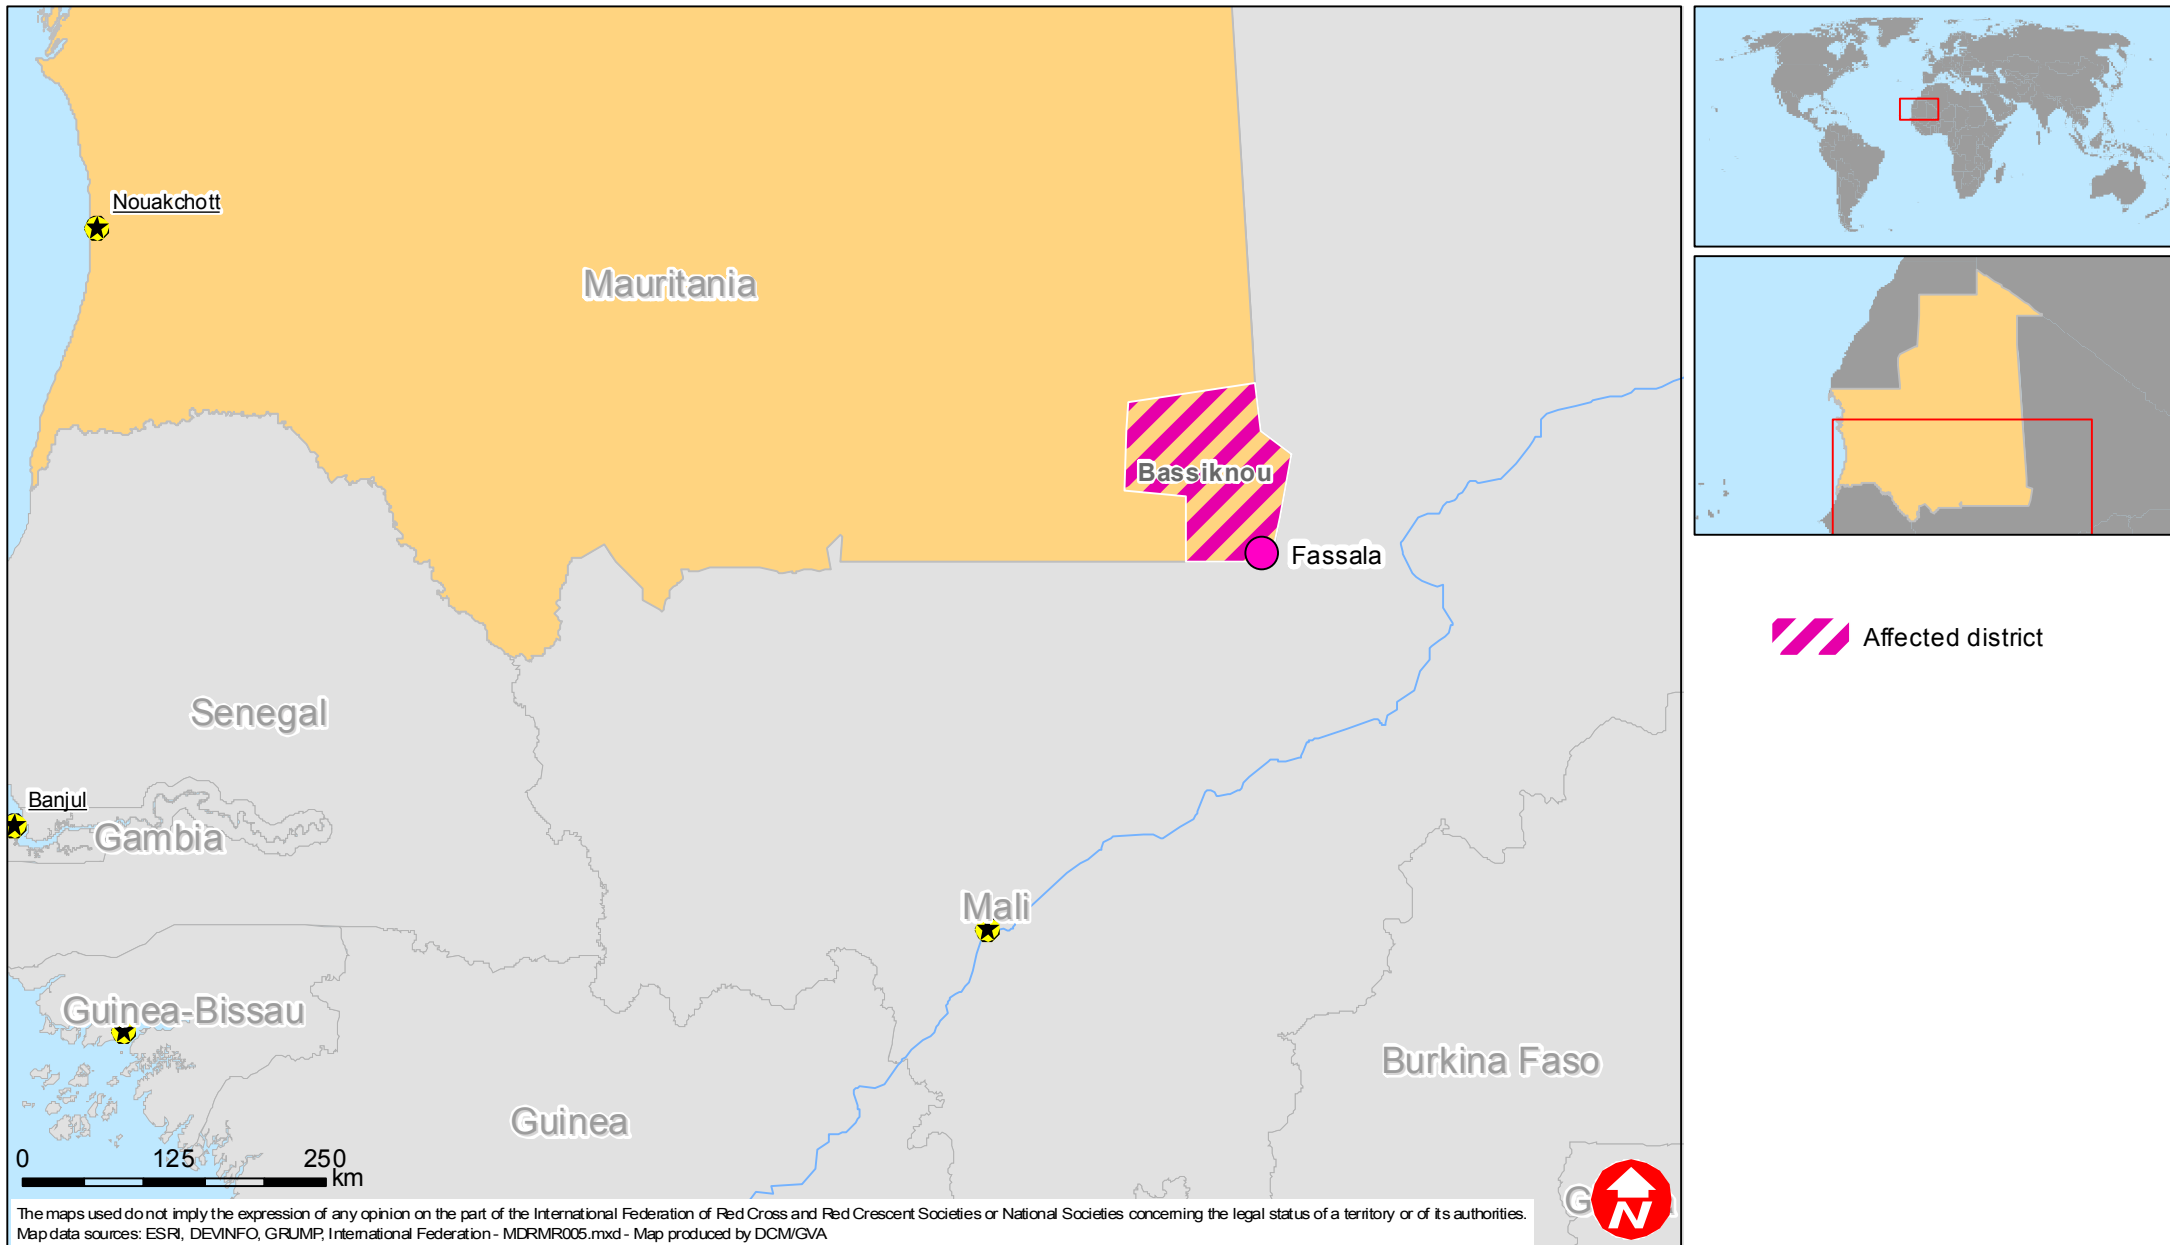 Nouakchott
Mauritania
Bassiknou
Fassala
Senegal
Banjul
Gambia
Mali
Guinea-Bissau
Burkina Faso
Guinea
0 125 250
km
N
The maps used do not imply the expression of any opinion on the part of the International Federation of Red Cross and Red Crescent Societies or National Societies concerning the legal status of a territory or of its authorities.
Map data sources: ESRI, DEVINFO, GRUMP, International Federation - MDRMR005.mxd - Map produced by DCM/GVA
Affected district